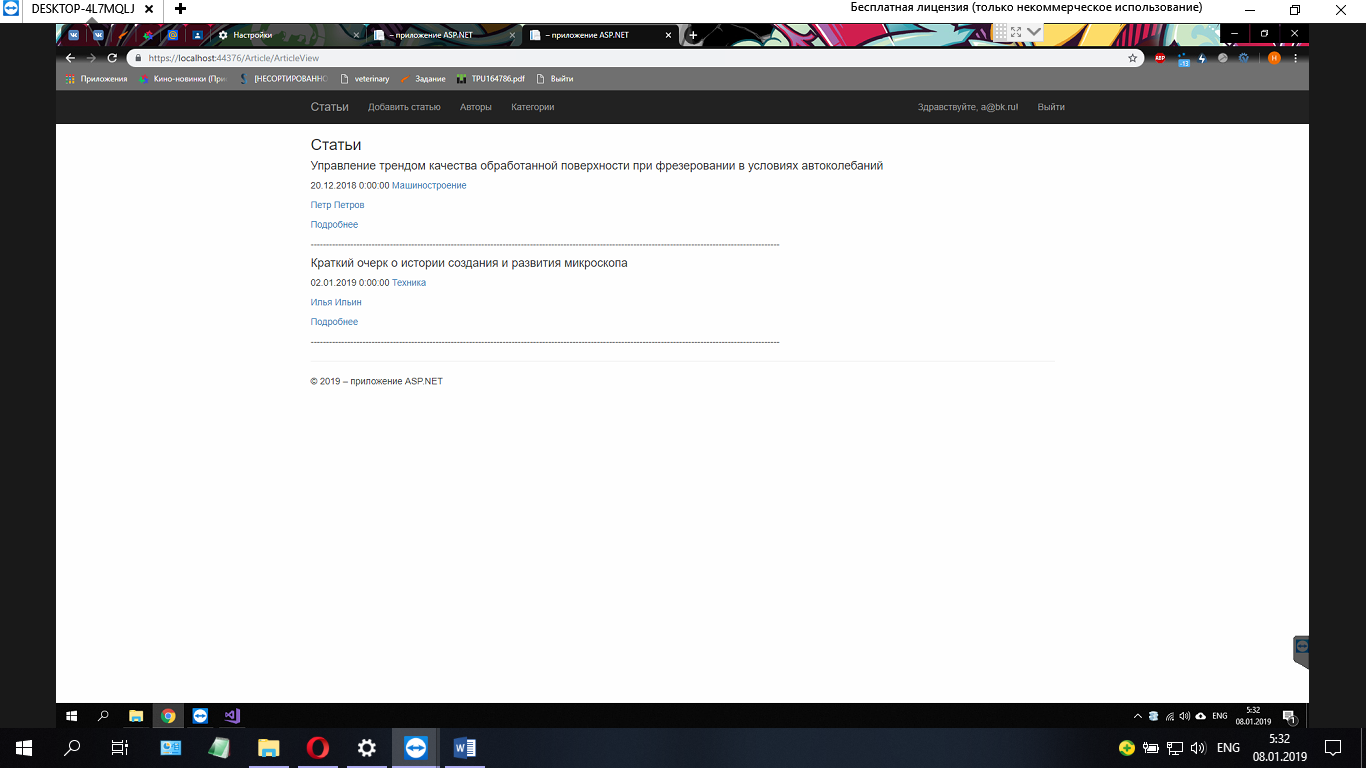 DESKTOP-4L7MQLJ
Бесплатная лицензия (только некоммерческое использование)
Настройки
– приложение ASP.NET
– приложение ASP.NET
https://localhost:44376/Article/ArticleView
ABP
13
Н
Приложения
Кино-новинки (При
[НЕСОРТИРОВАННО
veterinary
Задание
TPU164786.pdf
Выйти
Статьи
Добавить статью
Авторы
Категории
Здравствуйте, a@bk.ru!
Выйти
Статьи
Управление трендом качества обработанной поверхности при фрезеровании в условиях автоколебаний
20.12.2018 0:00:00 Машиностроение
Петр Петров
Подробнее
Краткий очерк о истории создания и развития микроскопа
02.01.2019 0:00:00 Техника
Илья Ильин
Подробнее
© 2019 – приложение ASP.NET
ENG
5:32
08.01.2019
1
ENG
5:32
08.01.2019